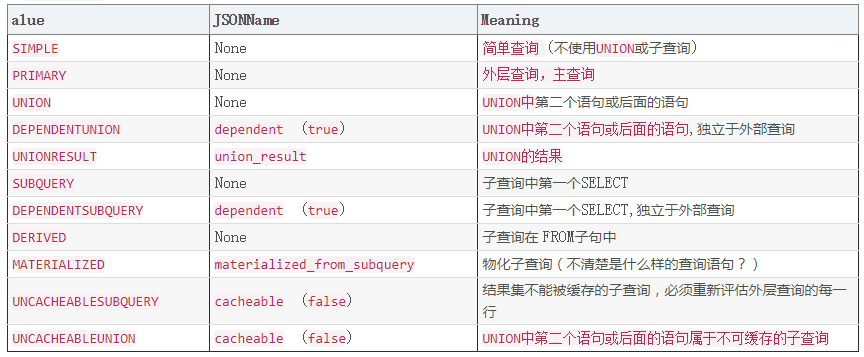 alue JSONName Meaning
SIMPLE None 简单查询 (不使用UNION或子查询)
PRIMARY None 外层查询，主查询
UNION None UNION中第二个语句或后面的语句
DEPENDENTUNION dependent (true) UNION中第二个语句或后面的语句,独立于外部查询
UNIONRESULT union_result UNION的结果
SUBQUERY None 子查询中第一个SELECT
DEPENDENTSUBQUERY dependent (true) 子查询中第一个SELECT,独立于外部查询
DERIVED None 子查询在 FROM子句中
MATERIALIZED materialized_from_subquery 物化子查询（不清楚是什么样的查询语句？）
UNCACHEABLESUBQUERY cacheable (false) 结果集不能被缓存的子查询，必须重新评估外层查询的每一
行
UNCACHEABLEUNION cacheable (false) UNION中第二个语句或后面的语句属于不可缓存的子查询